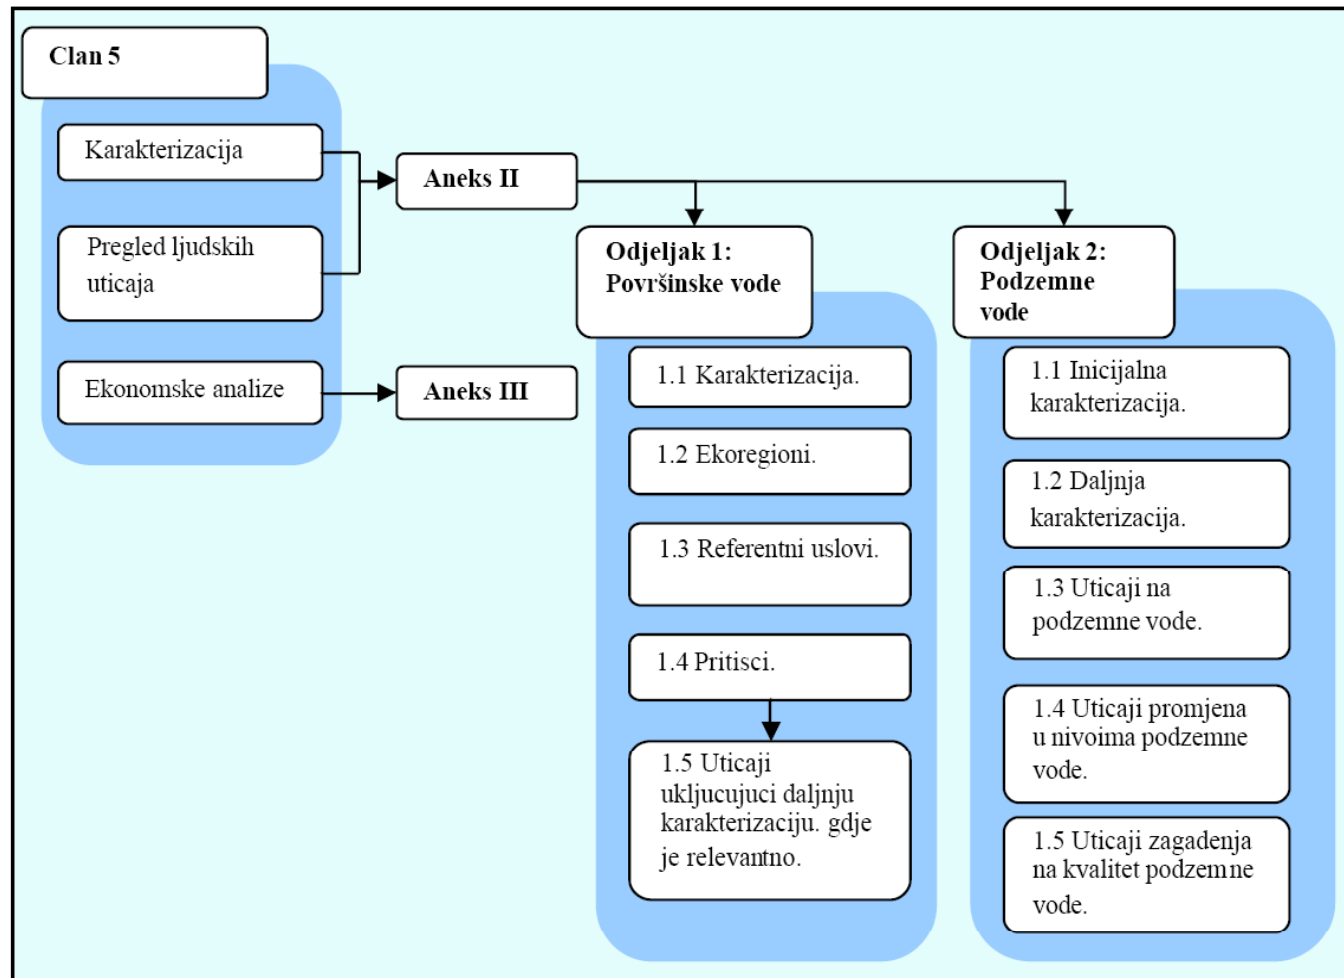 Clan 5
Karakterizacija
Pregled ljudskih
uticaja
Ekonomske analize
Aneks II
Aneks III
Odjeljak 1:
Površinske vode
1.1 Karakterizacija.
1.2 Ekoregioni.
1.3 Referentni uslovi.
1.4 Pritisci.
1.5 Uticaji
ukljucujuci daljnju
karakterizaciju. gdje
je relevantno.
Odjeljak 2:
Podzemne
vode
1.1 Inicijalna
karakterizacija.
1.2 Daljnja
karakterizacija.
1.3 Uticaji na
podzemne vode.
1.4 Uticaji promjena
u nivoima podzemne
vode.
1.5 Uticaji zagadenja
na kvalitet podzemne
vode.